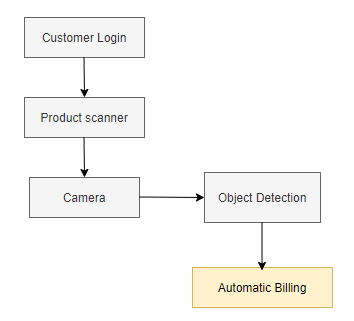 Customer Login
Product scanner
Camera
Object Detection
Automatic Billing